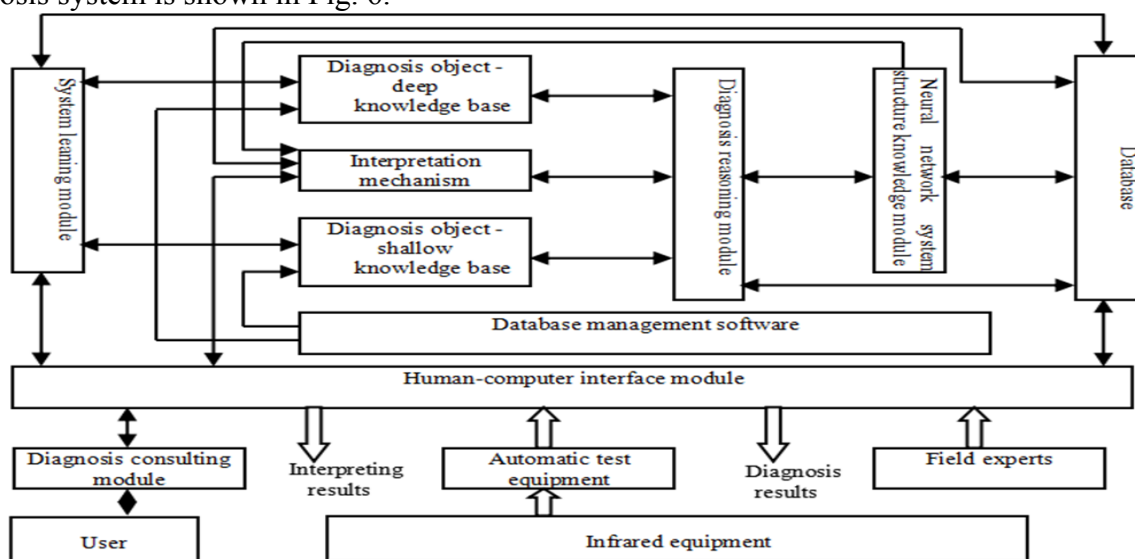 osis system is shown in Fig. 6.
System leaning module
Diagnosis object -
deep
knowledge base
Interpretation
mechanism
Diagnosis object -
shallow
knowledge base
Diagnosis reasoning module
Neural network system
structure knowledge module
Database
Database management software
Human-computer interface module
Diagnosis consulting
module
Interpreting
results
Automatic test
equipment
Diagnosis
results
Field experts
User
Infrared equipment